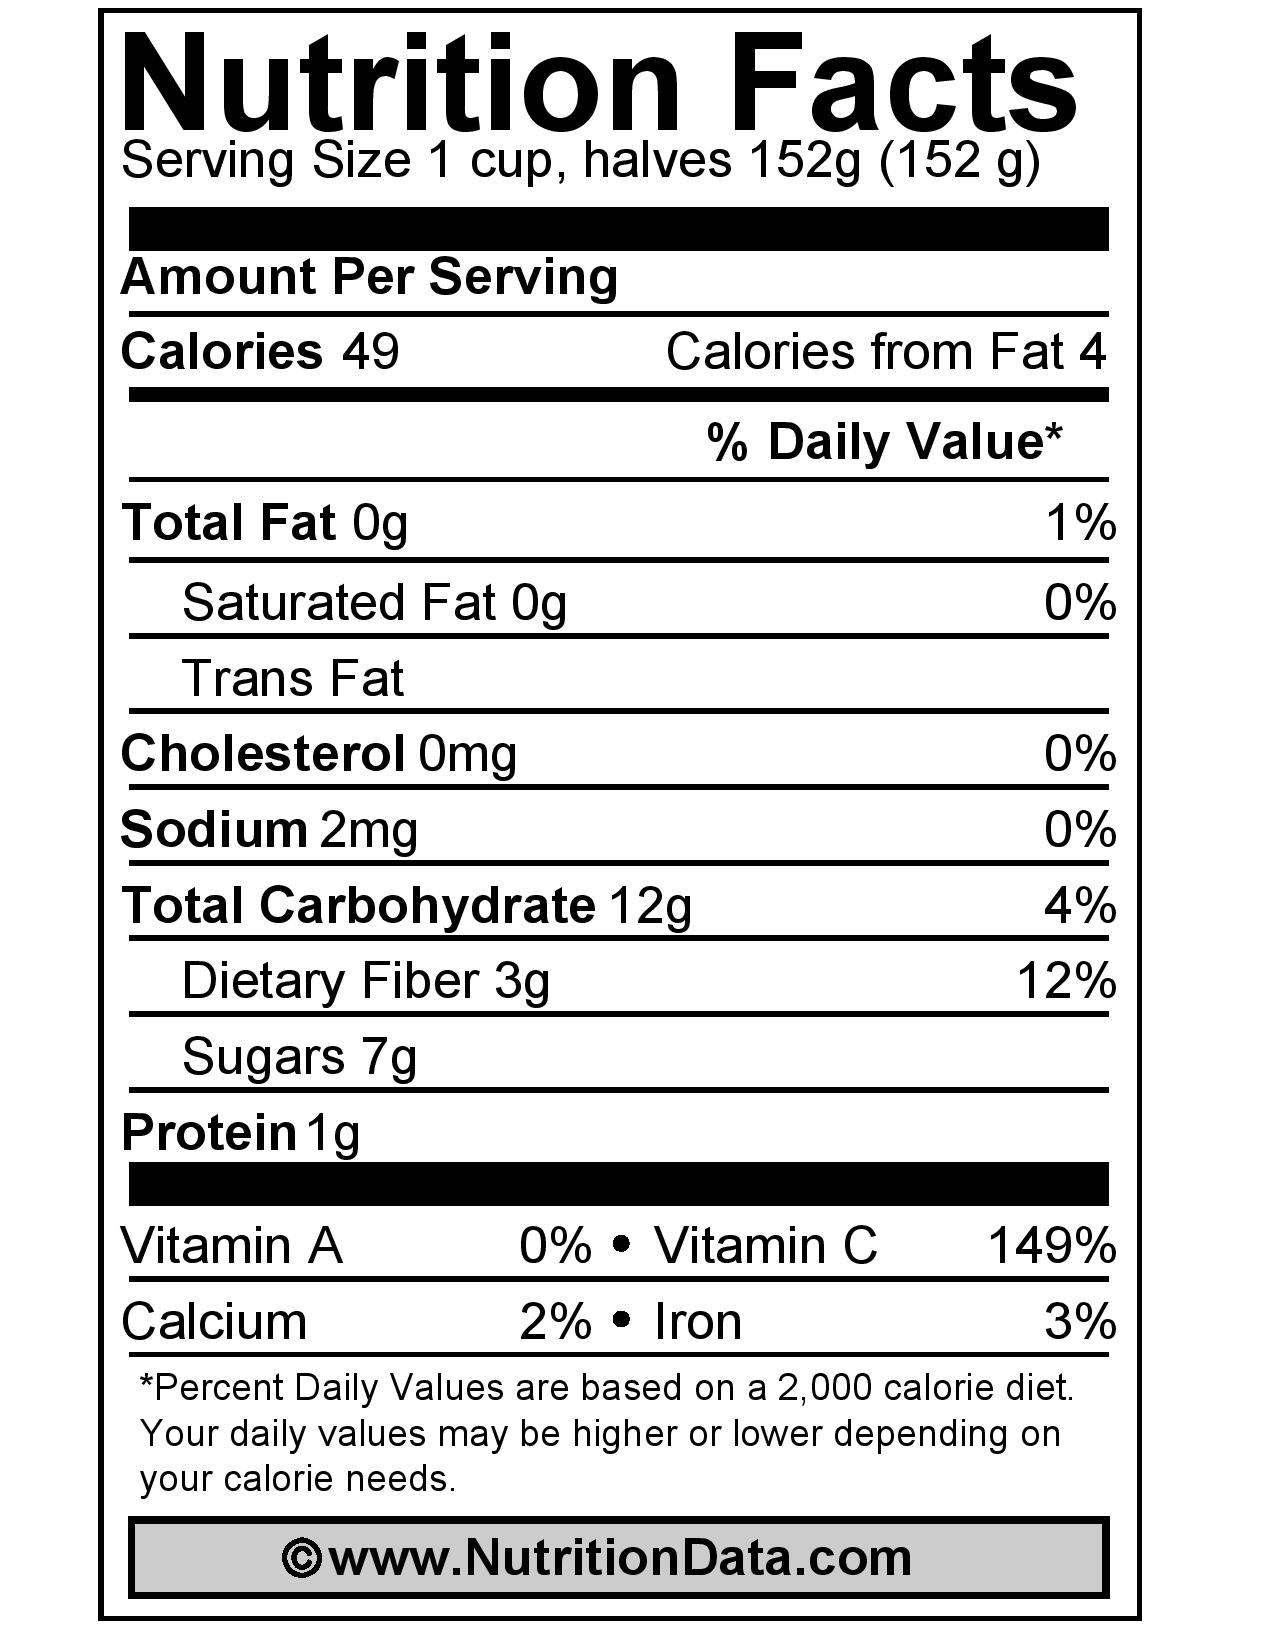 Nutrition Facts
Serving Size 1 cup, halves 152g (152 g)
Amount Per Serving
Calories 49 Calories from Fat 4
% Daily Value*
Total Fat 0g 1%
Saturated Fat 0g 0%
Trans Fat
Cholesterol 0mg 0%
Sodium 2mg 0%
Total Carbohydrate 12g 4%
Dietary Fiber 3g 12%
Sugars 7g
Protein 1g
Vitamin A 0% • Vitamin C 149%
Calcium 2% • Iron 3%
*Percent Daily Values are based on a 2,000 calorie diet.
Your daily values may be higher or lower depending on
your calorie needs.
©www.NutritionData.com